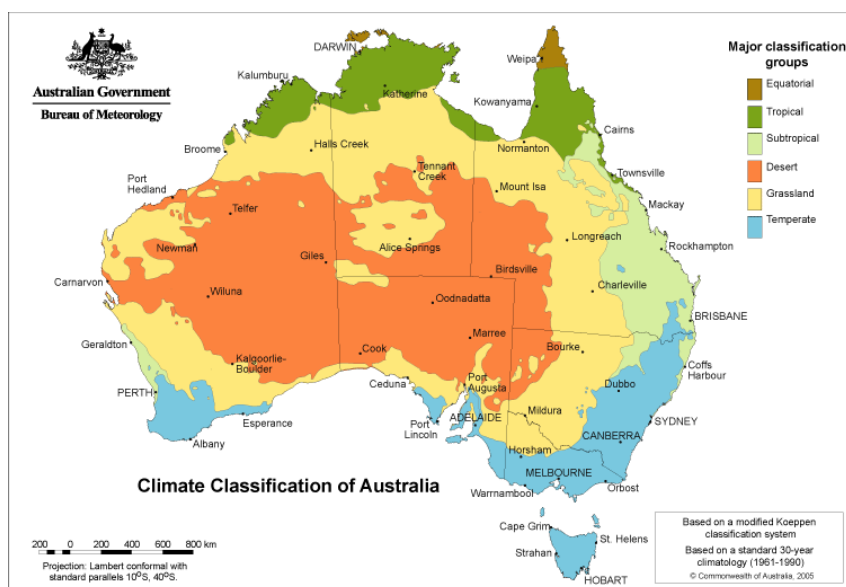 Australian Government
Bureau of Meteorology
DARWIN
Weipa
Kalumburu
Katherine
Kowanyama
Cairns
Broome
Halls Creek
Normanton
Tennant
Creek
Townsville
Port
Hedland
Mount Isa
Mackay
Telfer
Newman
Giles
Alice Springs
Longreach
Rockhampton
Carnarvon
Wiluna
Birdsville
Oodnadatta
Charleville
BRISBANE
Geraldton
Cook
Marree
Bourke
Kalgoorlie-
Boulder
Coffs
Harbour
Ceduna
Port
Augusta
Dubbo
PERTH
Esperance
Port
Lincoln
ADELAIDE
Mildura
SYDNEY
CANBERRA
Albany
Horsham
MELBOURNE
Warrnambool
Orbost
Cape Grim
St. Helens
Strahan
HOBART
Major classification
groups
Equatorial
Tropical
Subtropical
Desert
Grassland
Temperate
Climate Classification of Australia
200 0 200 400 600 800 km
Projection: Lambert conformal with
standard parallels 10°S, 40°S.
Based on a modified Koeppen
classification system
Based on a standard 30-year
climatology (1961-1990)
© Commonwealth of Australia, 2005